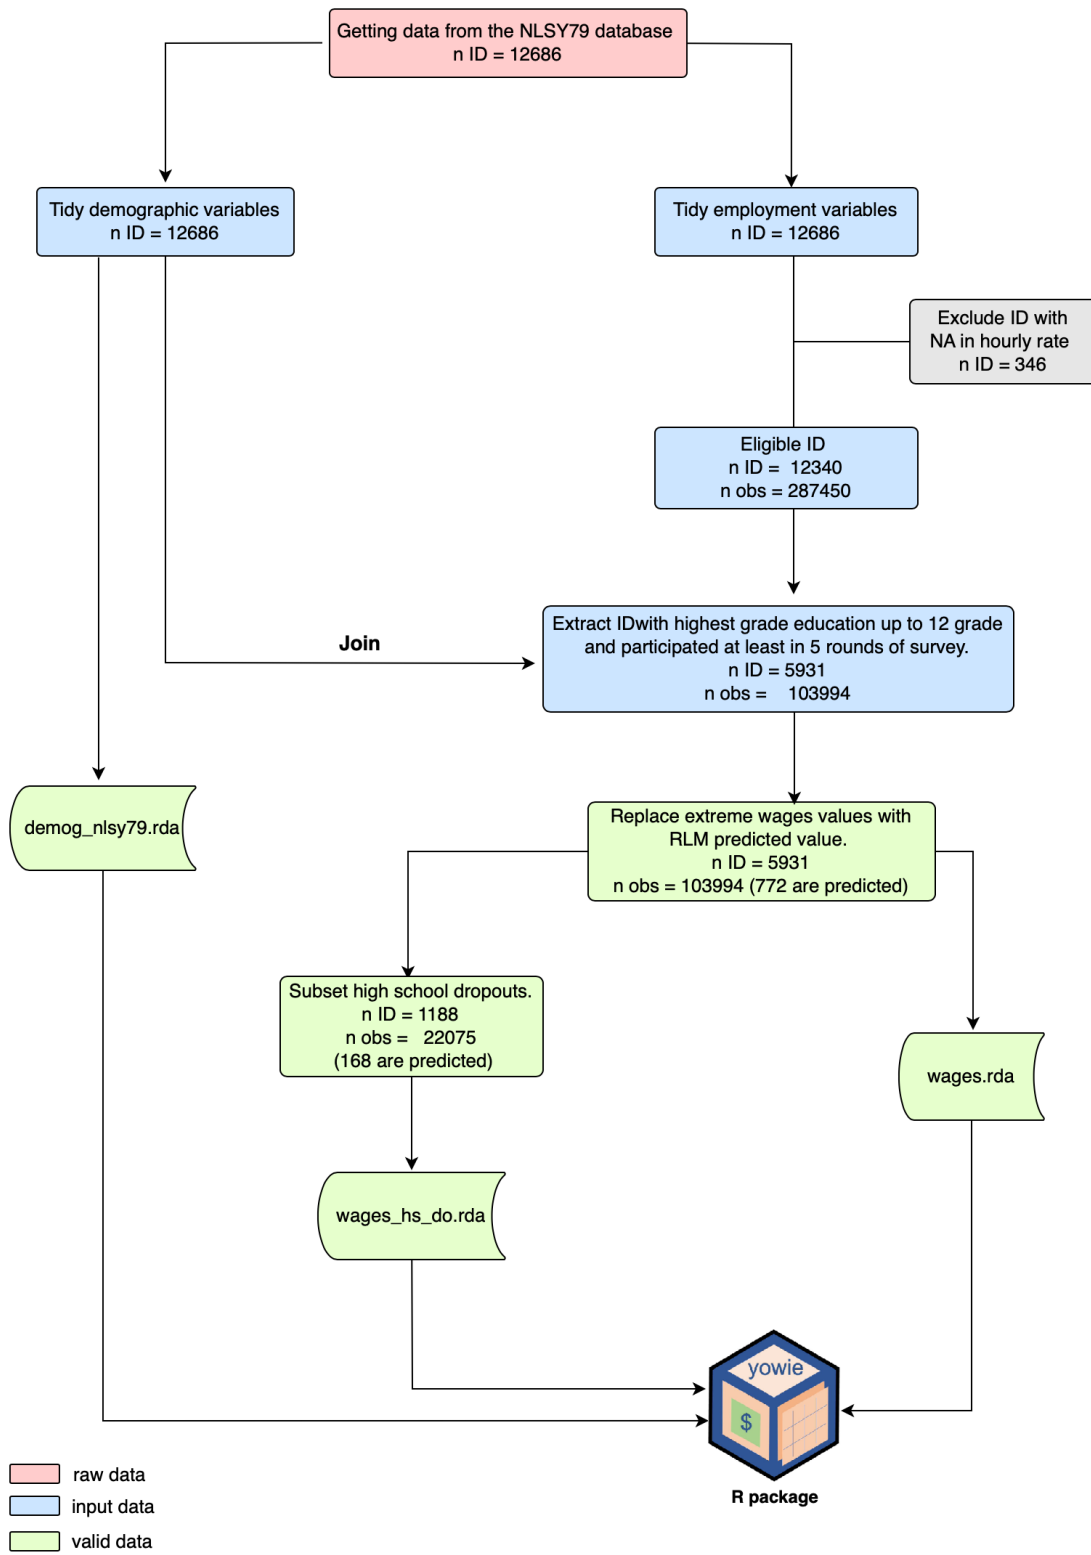 Getting data from the NLSY79 database
n ID = 12686
Tidy demographic variables
n ID = 12686
Tidy employment variables
n ID = 12686
Exclude ID with
NA in hourly rate
n ID = 346
Eligible ID
n ID = 12340
n obs = 287450
Join
Extract IDwith highest grade education up to 12 grade
and participated at least in 5 rounds of survey.
n ID = 5931
n obs = 103994
demog_nlsy79.rda
Replace extreme wages values with
RLM predicted value.
n ID = 5931
n obs = 103994 (772 are predicted)
Subset high school dropouts.
n ID = 1188
n obs = 22075
(168 are predicted)
wages.rda
wages_hs_do.rda
yowie
$
R package
raw data
input data
valid data